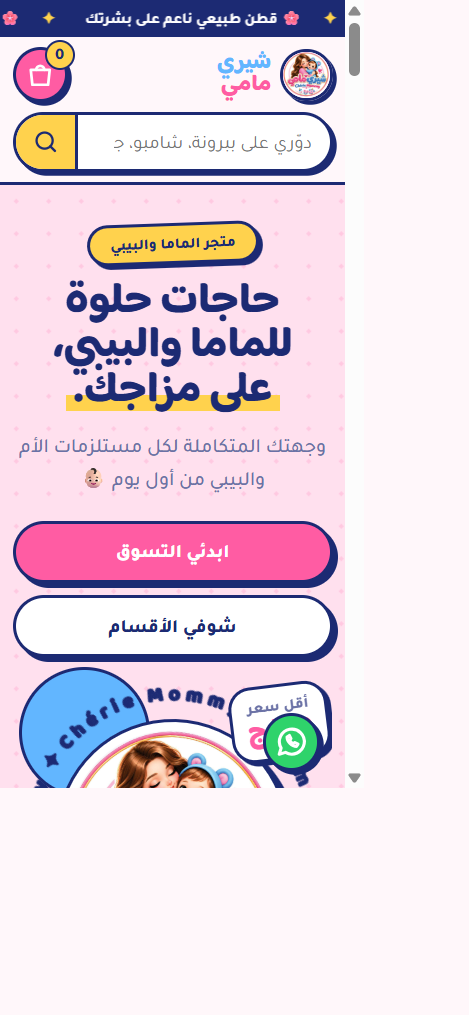 قطن طبيعي ناعم على بشرتك
0
شيري
مامي
دوّري على ببرونة، شامبو، ج
متجر الماما والبيبي
حاجات حلوة
للماما والبيبي،
على مزاجك.
وجهتك المتكاملة لكل مستلزمات الأم
والبيبي من أول يوم 👶🏻
ابدئي التسوق
شوفي الأقسام
Chérie Momm
أقل سعر
ج